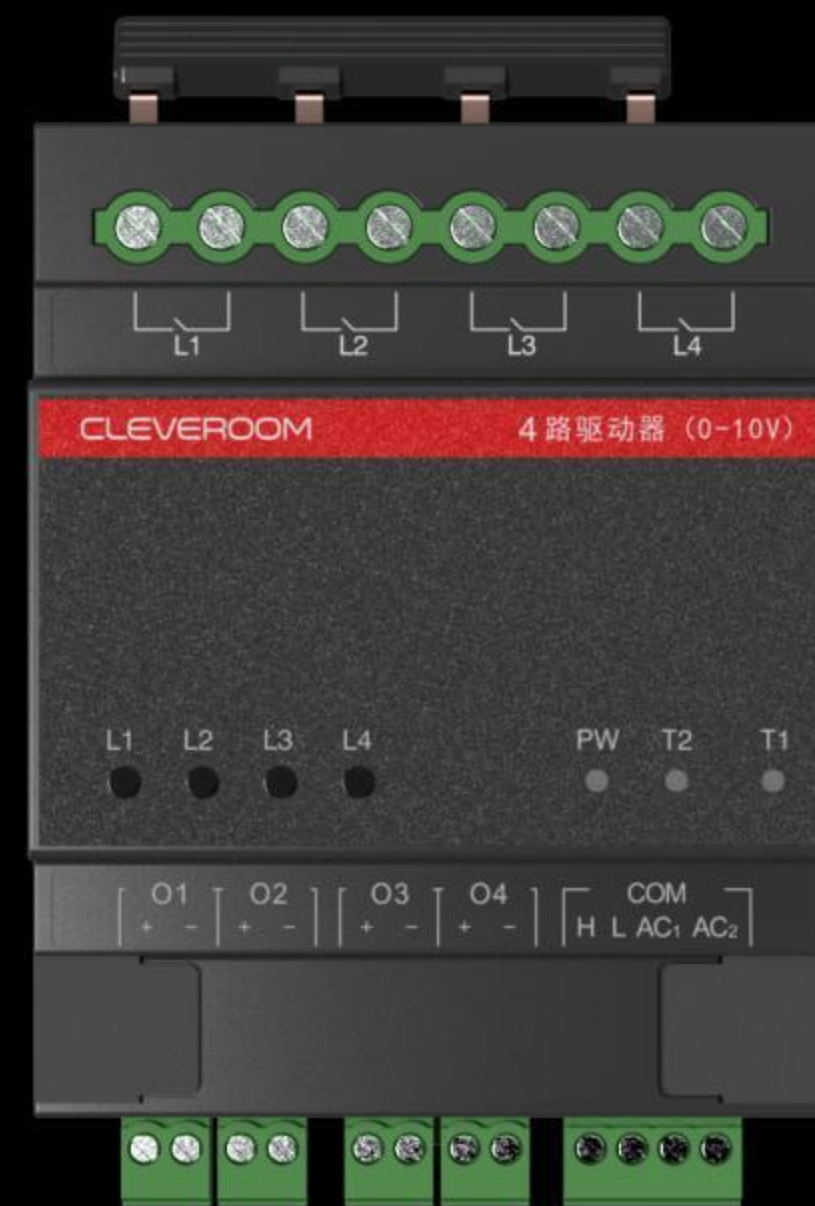 L1 L2 L3 L4
CLEVEROOM 4路驱动器（0-10V）
L1 L2 L3 L4 PW T2 T1
O1 O2 O3 O4 COM
+ - + - + - + - H L AC₁ AC₂